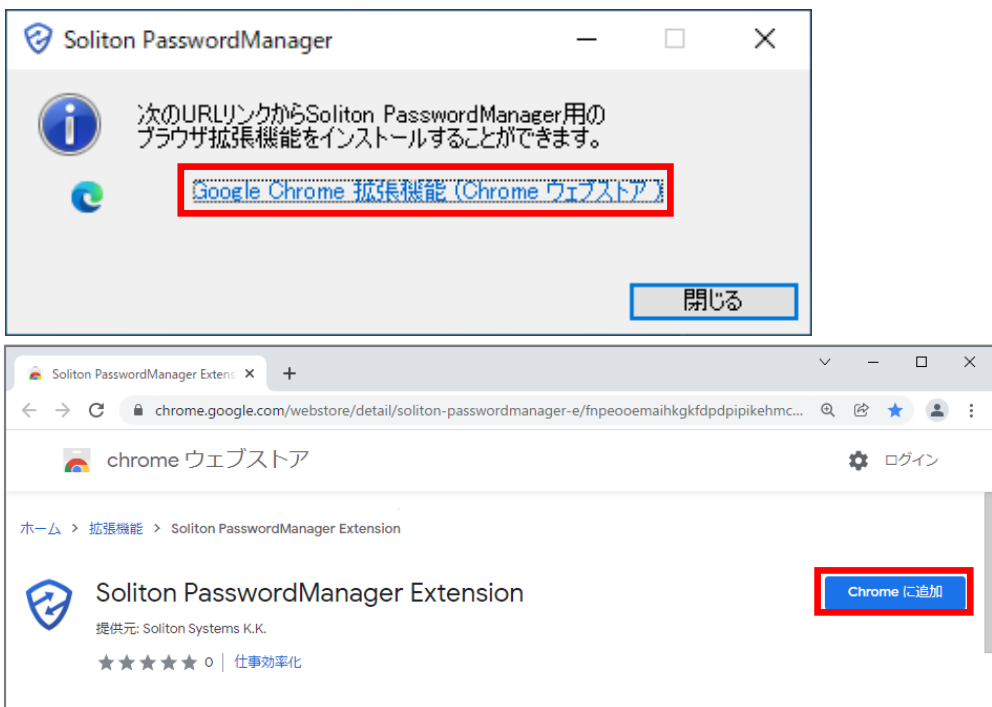 Soliton PasswordManager
次のURLリンクからSoliton PasswordManager用の
ブラウザ拡張機能をインストールすることができます。
Google Chrome 拡張機能 (Chrome ウェブストア)
閉じる
Soliton PasswordManager Extens
chrome.google.com/webstore/detail/soliton-passwordmanager-e/fnpeooemaihkgkfdpdpipikehmc...
chrome ウェブストア
ログイン
ホーム > 拡張機能 > Soliton PasswordManager Extension
Soliton PasswordManager Extension
Chrome に追加
提供元: Soliton Systems K.K.
★★★★★ 0 | 仕事効率化